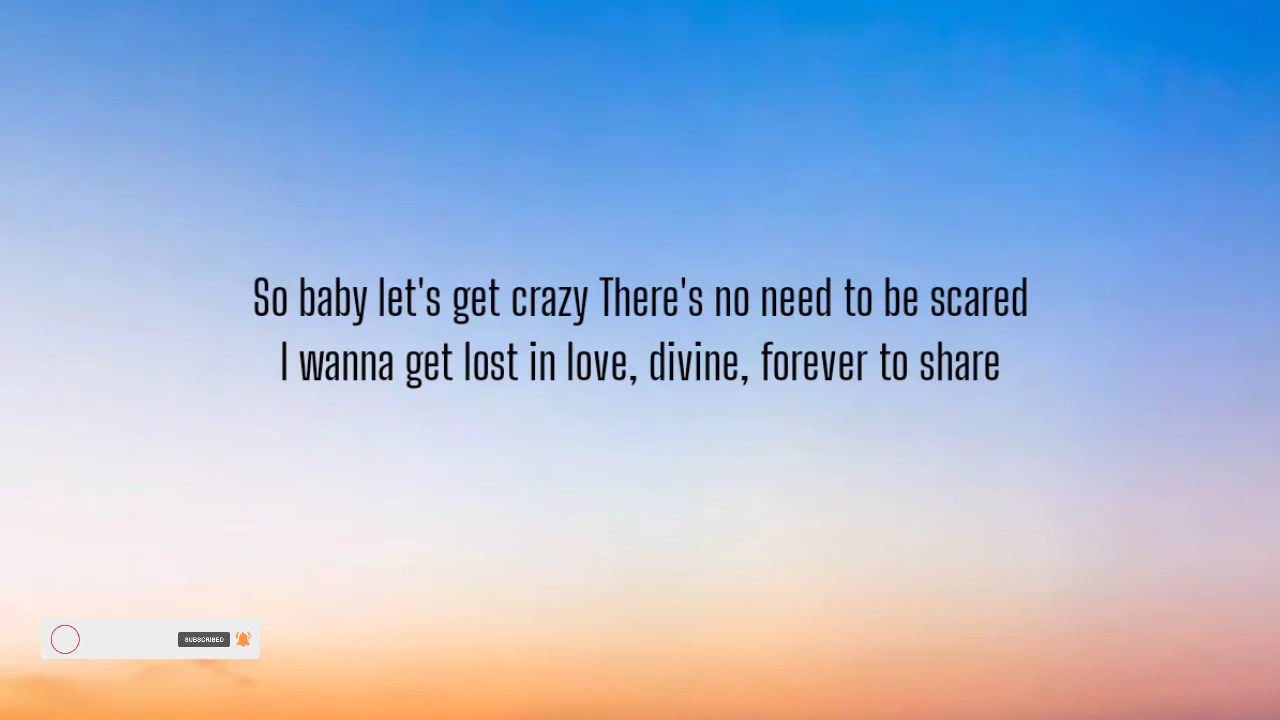 So baby let's get crazy There's no need to be scared
I wanna get lost in love, divine, forever to share
SUBSCRIBED